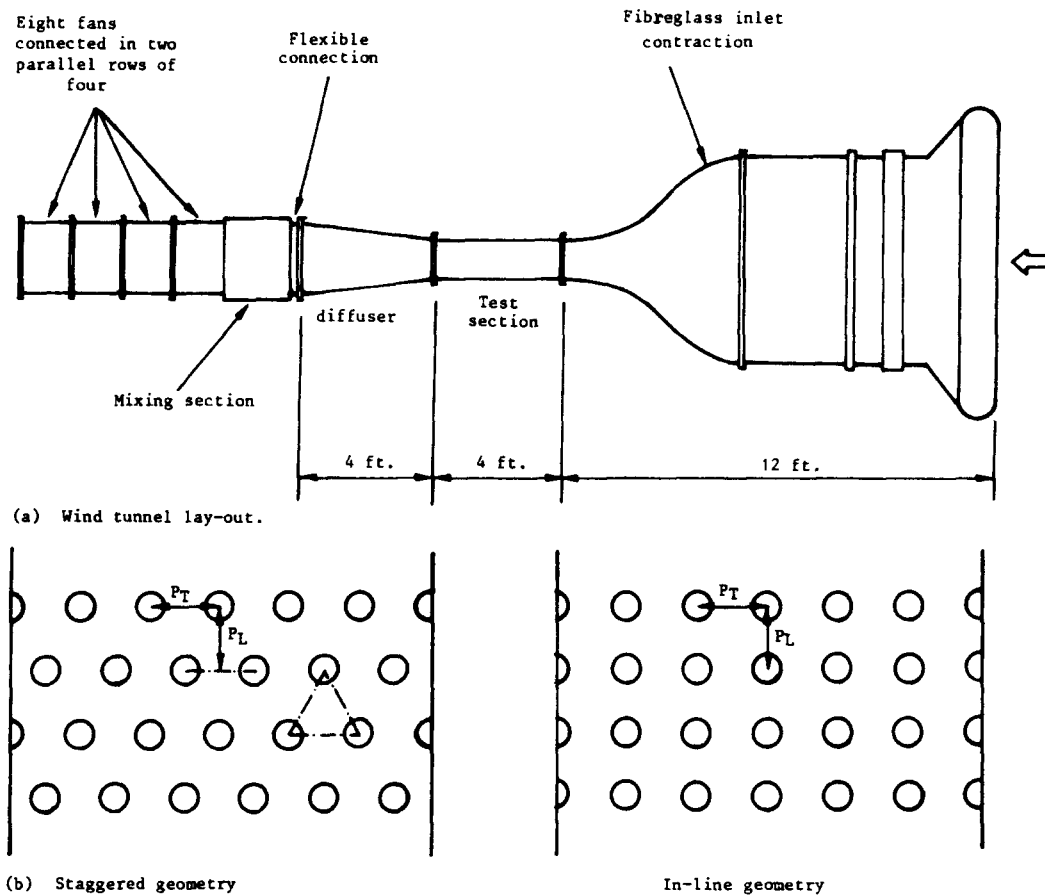 Eight fans
connected in two
parallel rows of
four
Flexible
connection
Fibreglass inlet
contraction
diffuser
Test
section
Mixing section
4 ft.
4 ft.
12 ft.
(a) Wind tunnel lay-out.
PT
PL
PT
PL
(b) Staggered geometry
In-line geometry